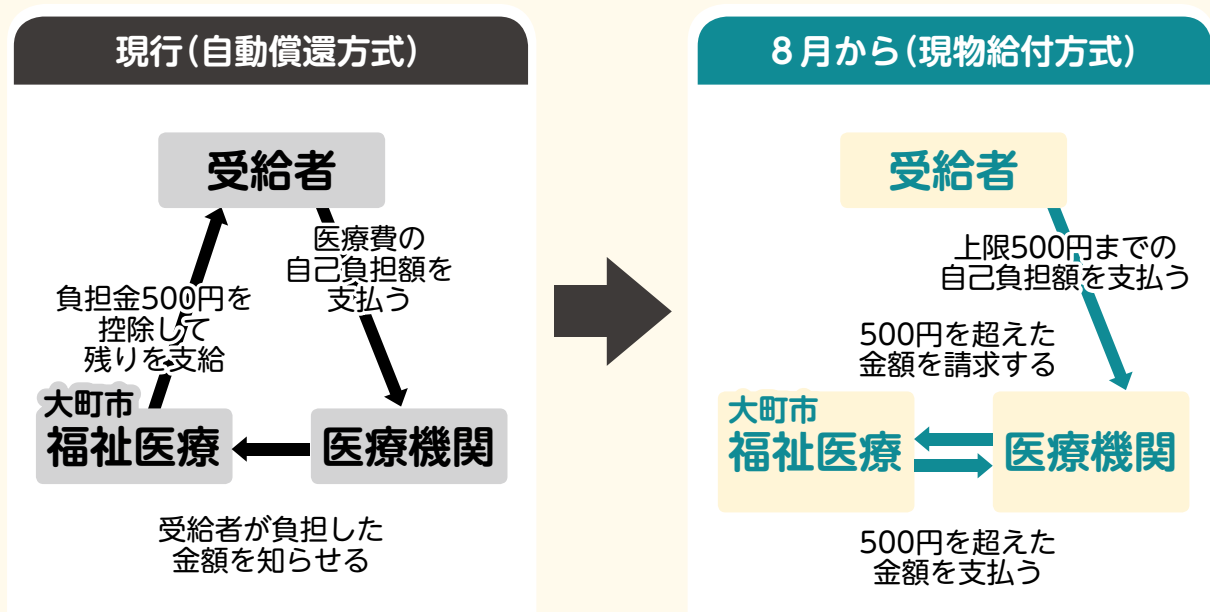 現行(自動償還方式)
受給者
医療費の
自己負担額を
支払う
負担金500円を
控除して
残りを支給
大町市
福祉医療
医療機関
受給者が負担した
金額を知らせる
8月から(現物給付方式)
受給者
上限500円までの
自己負担額を支払う
500円を超えた
金額を請求する
大町市
福祉医療
医療機関
500円を超えた
金額を支払う